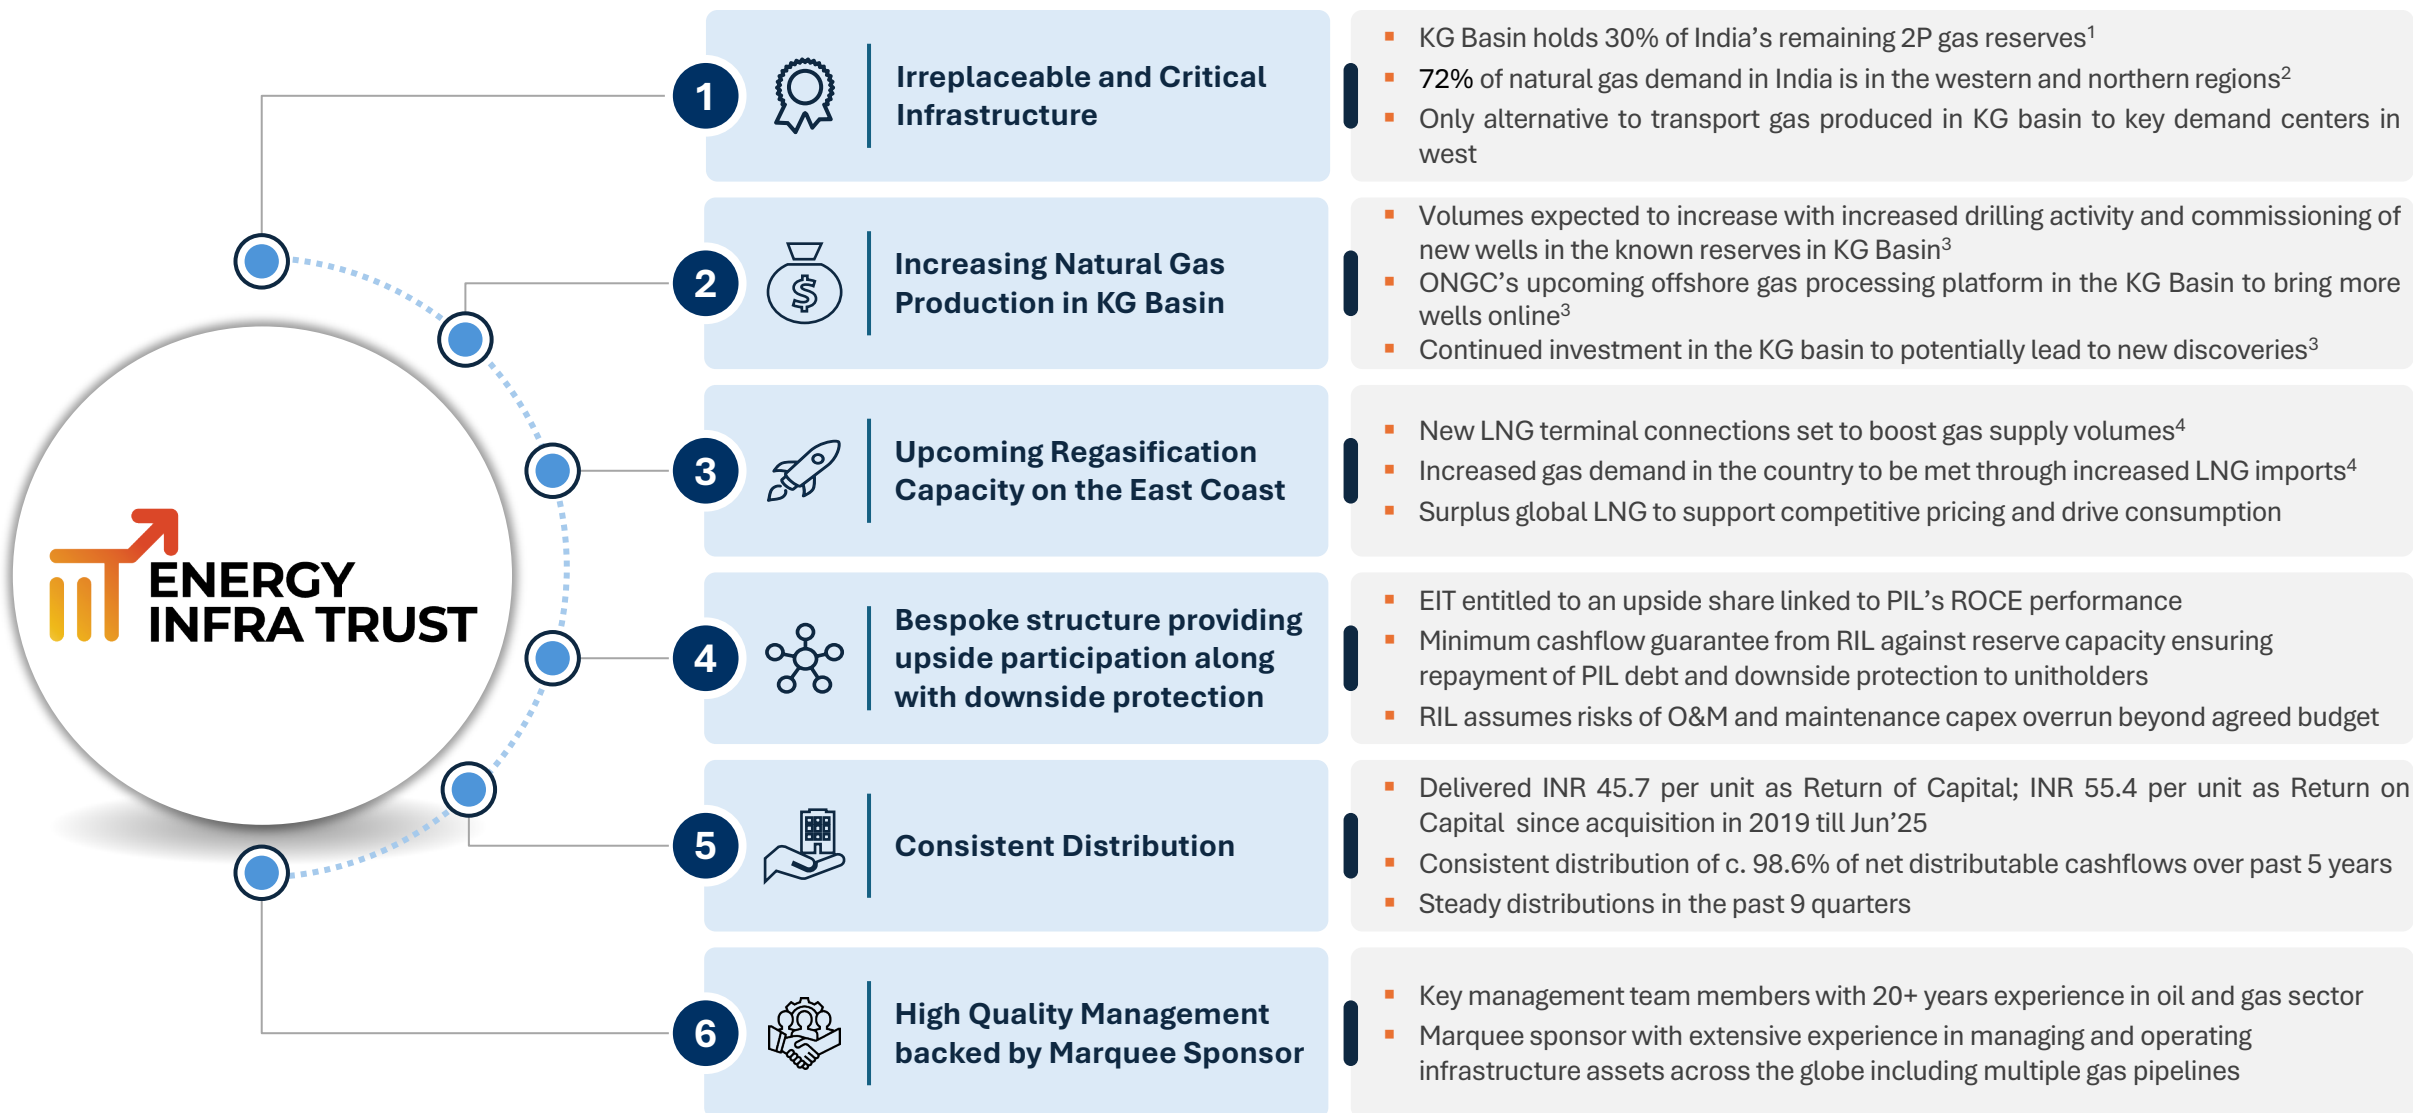 ENERGY
INFRA TRUST
1
Irreplaceable and Critical
Infrastructure
KG Basin holds 30% of India’s remaining 2P gas reserves¹
72% of natural gas demand in India is in the western and northern regions²
Only alternative to transport gas produced in KG basin to key demand centers in
west
2
$
Increasing Natural Gas
Production in KG Basin
Volumes expected to increase with increased drilling activity and commissioning of
new wells in the known reserves in KG Basin³
ONGC’s upcoming offshore gas processing platform in the KG Basin to bring more
wells online³
Continued investment in the KG basin to potentially lead to new discoveries³
3
Upcoming Regasification
Capacity on the East Coast
New LNG terminal connections set to boost gas supply volumes⁴
Increased gas demand in the country to be met through increased LNG imports⁴
Surplus global LNG to support competitive pricing and drive consumption
4
Bespoke structure providing
upside participation along
with downside protection
EIT entitled to an upside share linked to PIL’s ROCE performance
Minimum cashflow guarantee from RIL against reserve capacity ensuring
repayment of PIL debt and downside protection to unitholders
RIL assumes risks of O&M and maintenance capex overrun beyond agreed budget
5
Consistent Distribution
Delivered INR 45.7 per unit as Return of Capital; INR 55.4 per unit as Return on
Capital since acquisition in 2019 till Jun’25
Consistent distribution of c. 98.6% of net distributable cashflows over past 5 years
Steady distributions in the past 9 quarters
6
High Quality Management
backed by Marquee Sponsor
Key management team members with 20+ years experience in oil and gas sector
Marquee sponsor with extensive experience in managing and operating
infrastructure assets across the globe including multiple gas pipelines